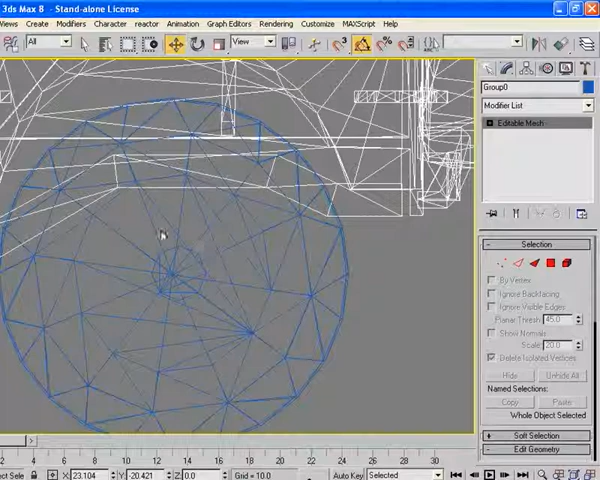 3ds Max 8 - Stand-alone License
Views Create Modifiers Character reactor Animation Graph Editors Rendering Customize MAXScript Help
All View
Group0
Modifier List
Editable Mesh
Selection
By Vertex
Ignore Backfacing
Ignore Visible Edges
Planar Thresh: 45.0
Show Normals
Scale: 20.0
Delete Isolated Vertices
Hide Unhide All
Named Selections:
Copy Paste
Whole Object Selected
Soft Selection
Edit Geometry
2 4 6 8 10 12 14 16 18 20 22 24 26 28 30
ect Sele X: 23.104 Y: -20.421 Z: 0.0 Grid = 10.0 Auto Key Selected